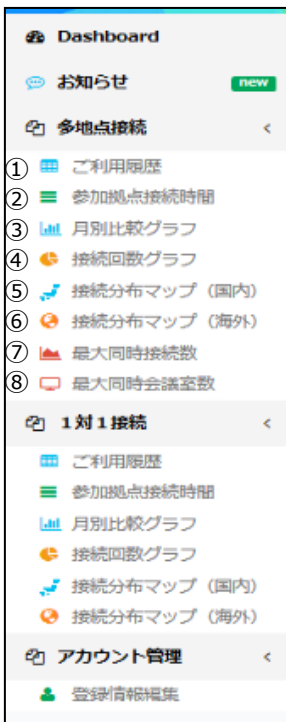 Dashboard
お知らせ new
多地点接続
① ご利用履歴
② 参加拠点接続時間
③ 月別比較グラフ
④ 接続回数グラフ
⑤ 接続分布マップ（国内）
⑥ 接続分布マップ（海外）
⑦ 最大同時接続数
⑧ 最大同時会議室数
１対１接続
ご利用履歴
参加拠点接続時間
月別比較グラフ
接続回数グラフ
接続分布マップ（国内）
接続分布マップ（海外）
アカウント管理
登録情報編集